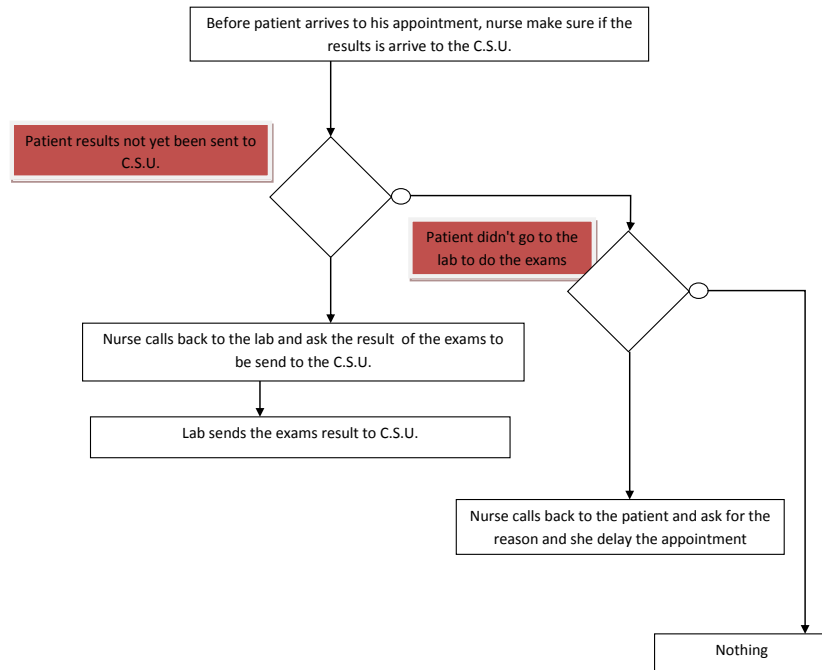 Before patient arrives to his appointment, nurse make sure if the
results is arrive to the C.S.U.
Patient results not yet been sent to
C.S.U.
Patient didn't go to the
lab to do the exams
Nurse calls back to the lab and ask the result of the exams to
be send to the C.S.U.
Lab sends the exams result to C.S.U.
Nurse calls back to the patient and ask for the
reason and she delay the appointment
Nothing